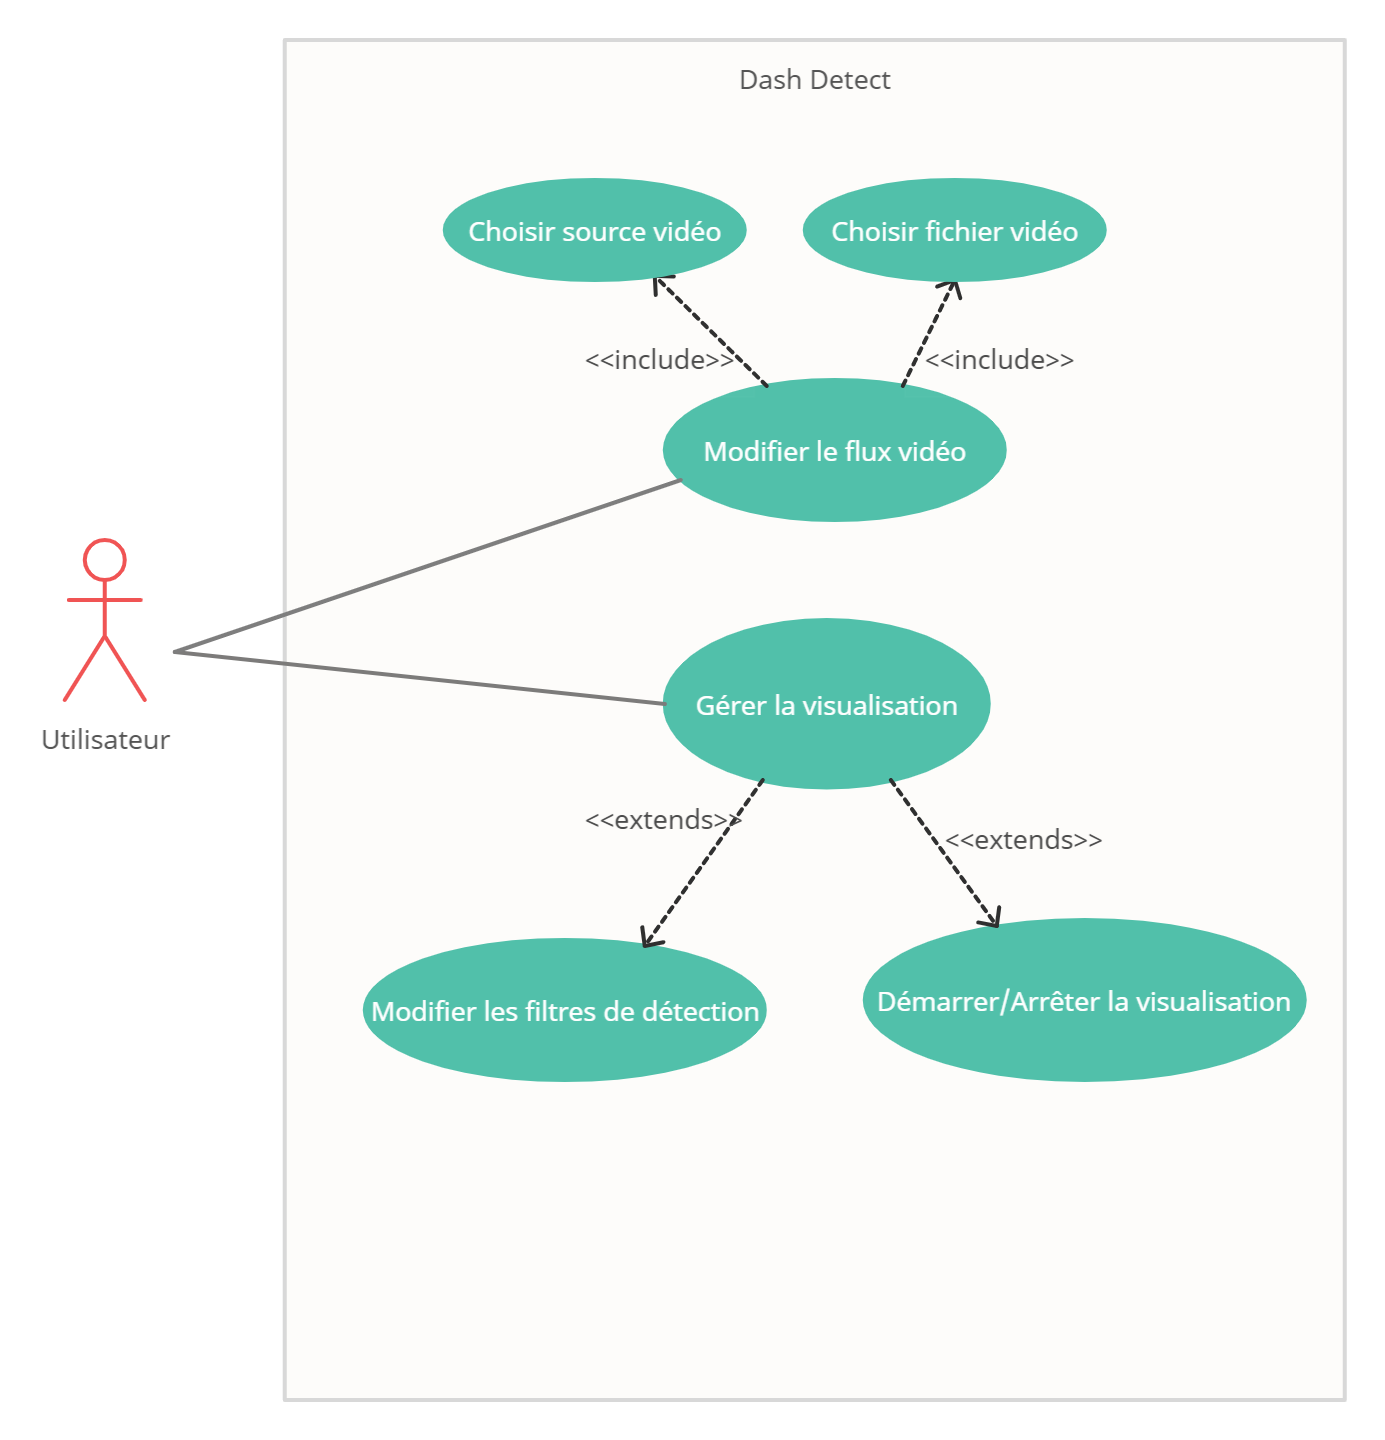 Dash Detect
Choisir source vidéo
Choisir fichier vidéo
<<include>>
<<include>>
Modifier le flux vidéo
Utilisateur
Gérer la visualisation
<<extends>>
<<extends>>
Modifier les filtres de détection
Démarrer/Arrêter la visualisation